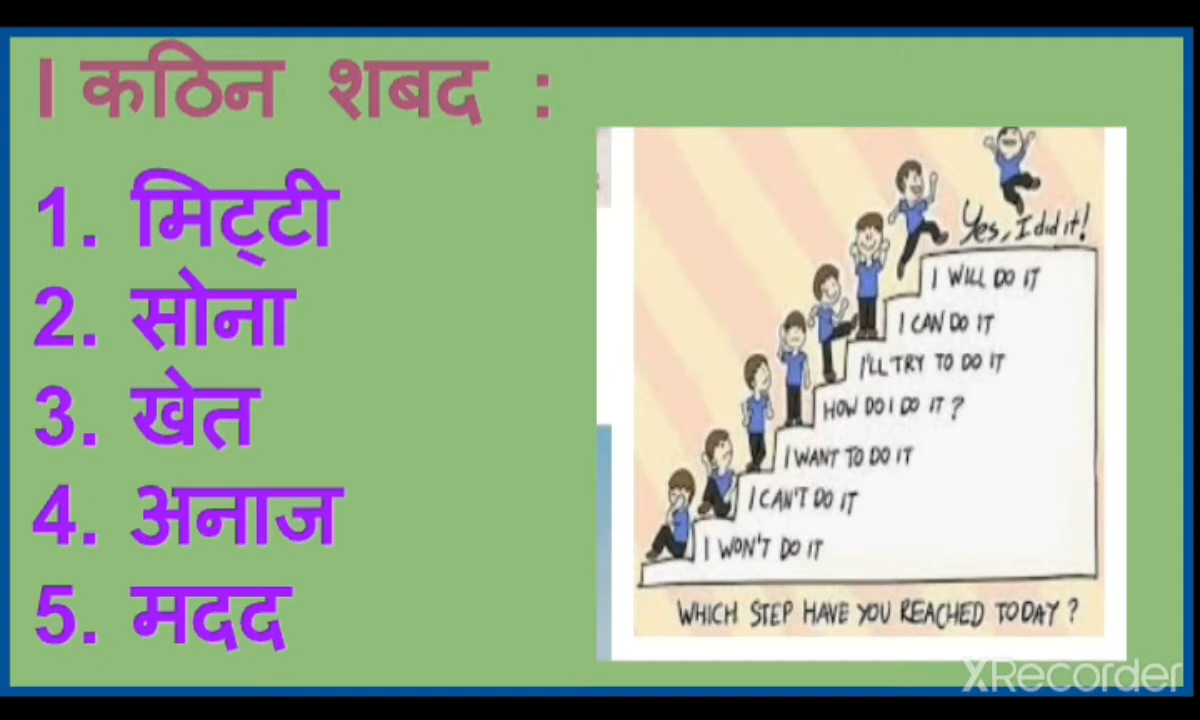 I कठिन शबद :
1. मिट्टी
2. सोना
3. खेत
4. अनाज
5. मदद
Yes, I did it!
I WILL DO IT
I CAN DO IT
I'LL TRY TO DO IT
HOW DO I DO IT?
I WANT TO DO IT
I CAN'T DO IT
I WON'T DO IT
WHICH STEP HAVE YOU REACHED TODAY?
XRecorder